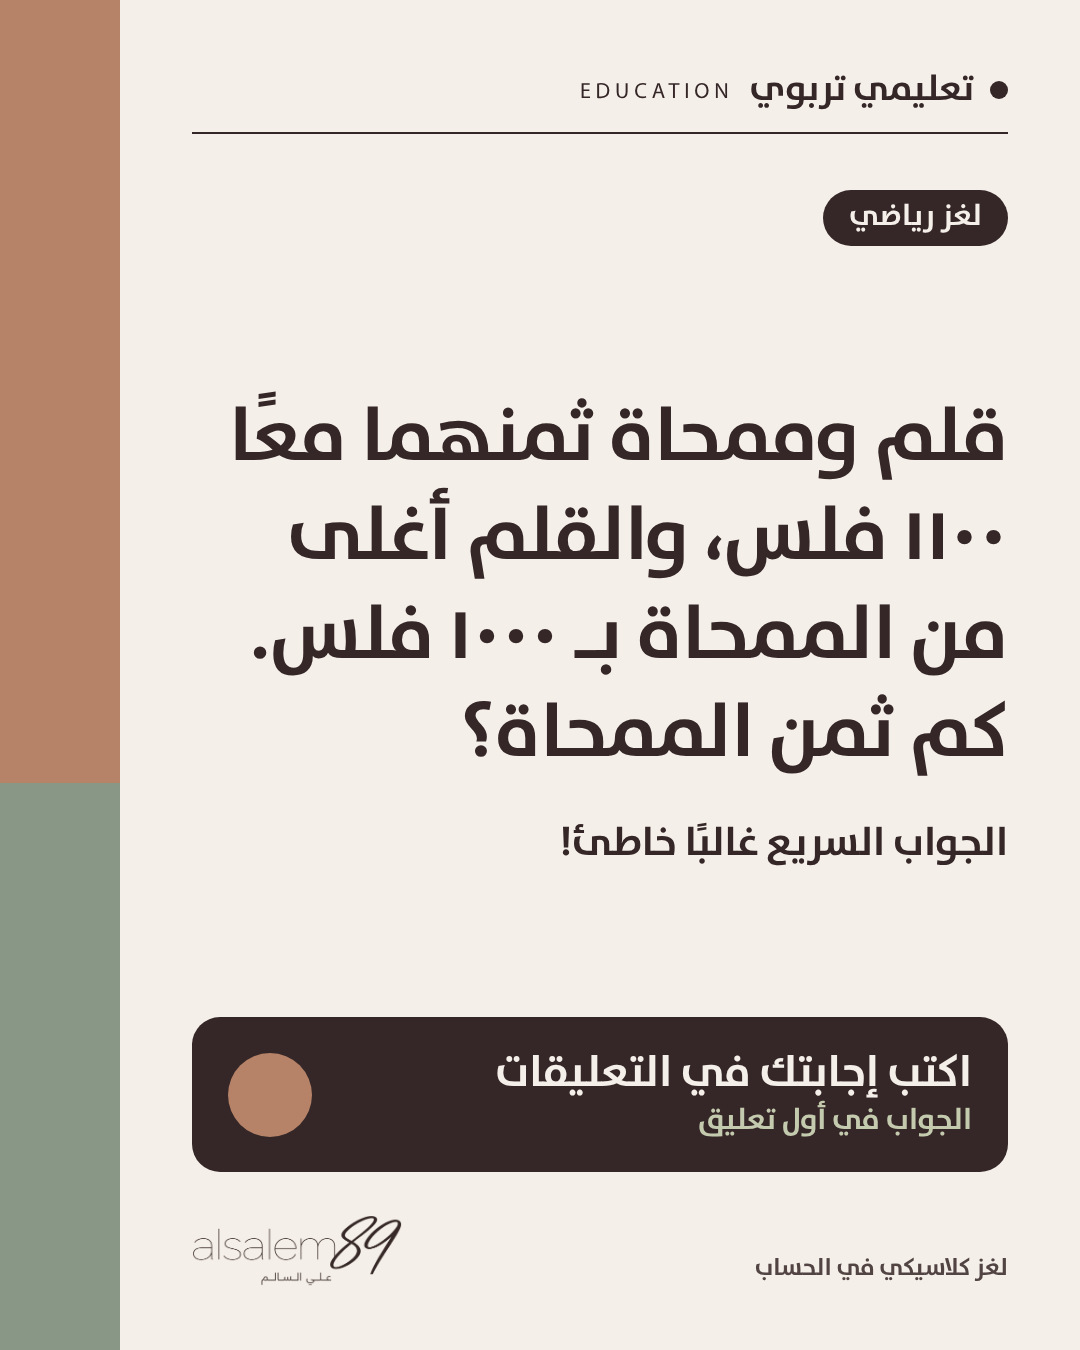 تعليمي تربوي EDUCATION
لغز رياضي
قلم وممحاة ثمنهما معًا
١١٠٠ فلس، والقلم أغلى
من الممحاة بـ ١٠٠٠ فلس.
كم ثمن الممحاة؟
الجواب السريع غالبًا خاطئ!
اكتب إجابتك في التعليقات
الجواب في أول تعليق
لغز كلاسيكي في الحساب
alsalem89
علي السالم